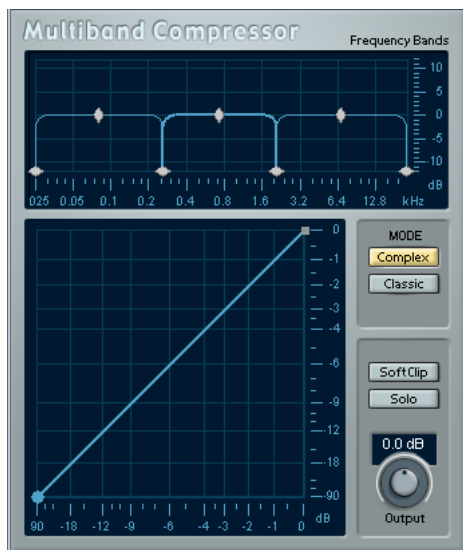 Multiband Compressor
Frequency Bands
10
5
0
-5
-10
dB
025 0.05 0.1 0.2 0.4 0.8 1.6 3.2 6.4 12.8 kHz
0
-1
-2
-3
-4
-6
-9
-12
-18
-90
90 -18 -12 -9 -6 -4 -3 -2 -1 0 dB
MODE
Complex
Classic
SoftClip
Solo
0.0 dB
Output